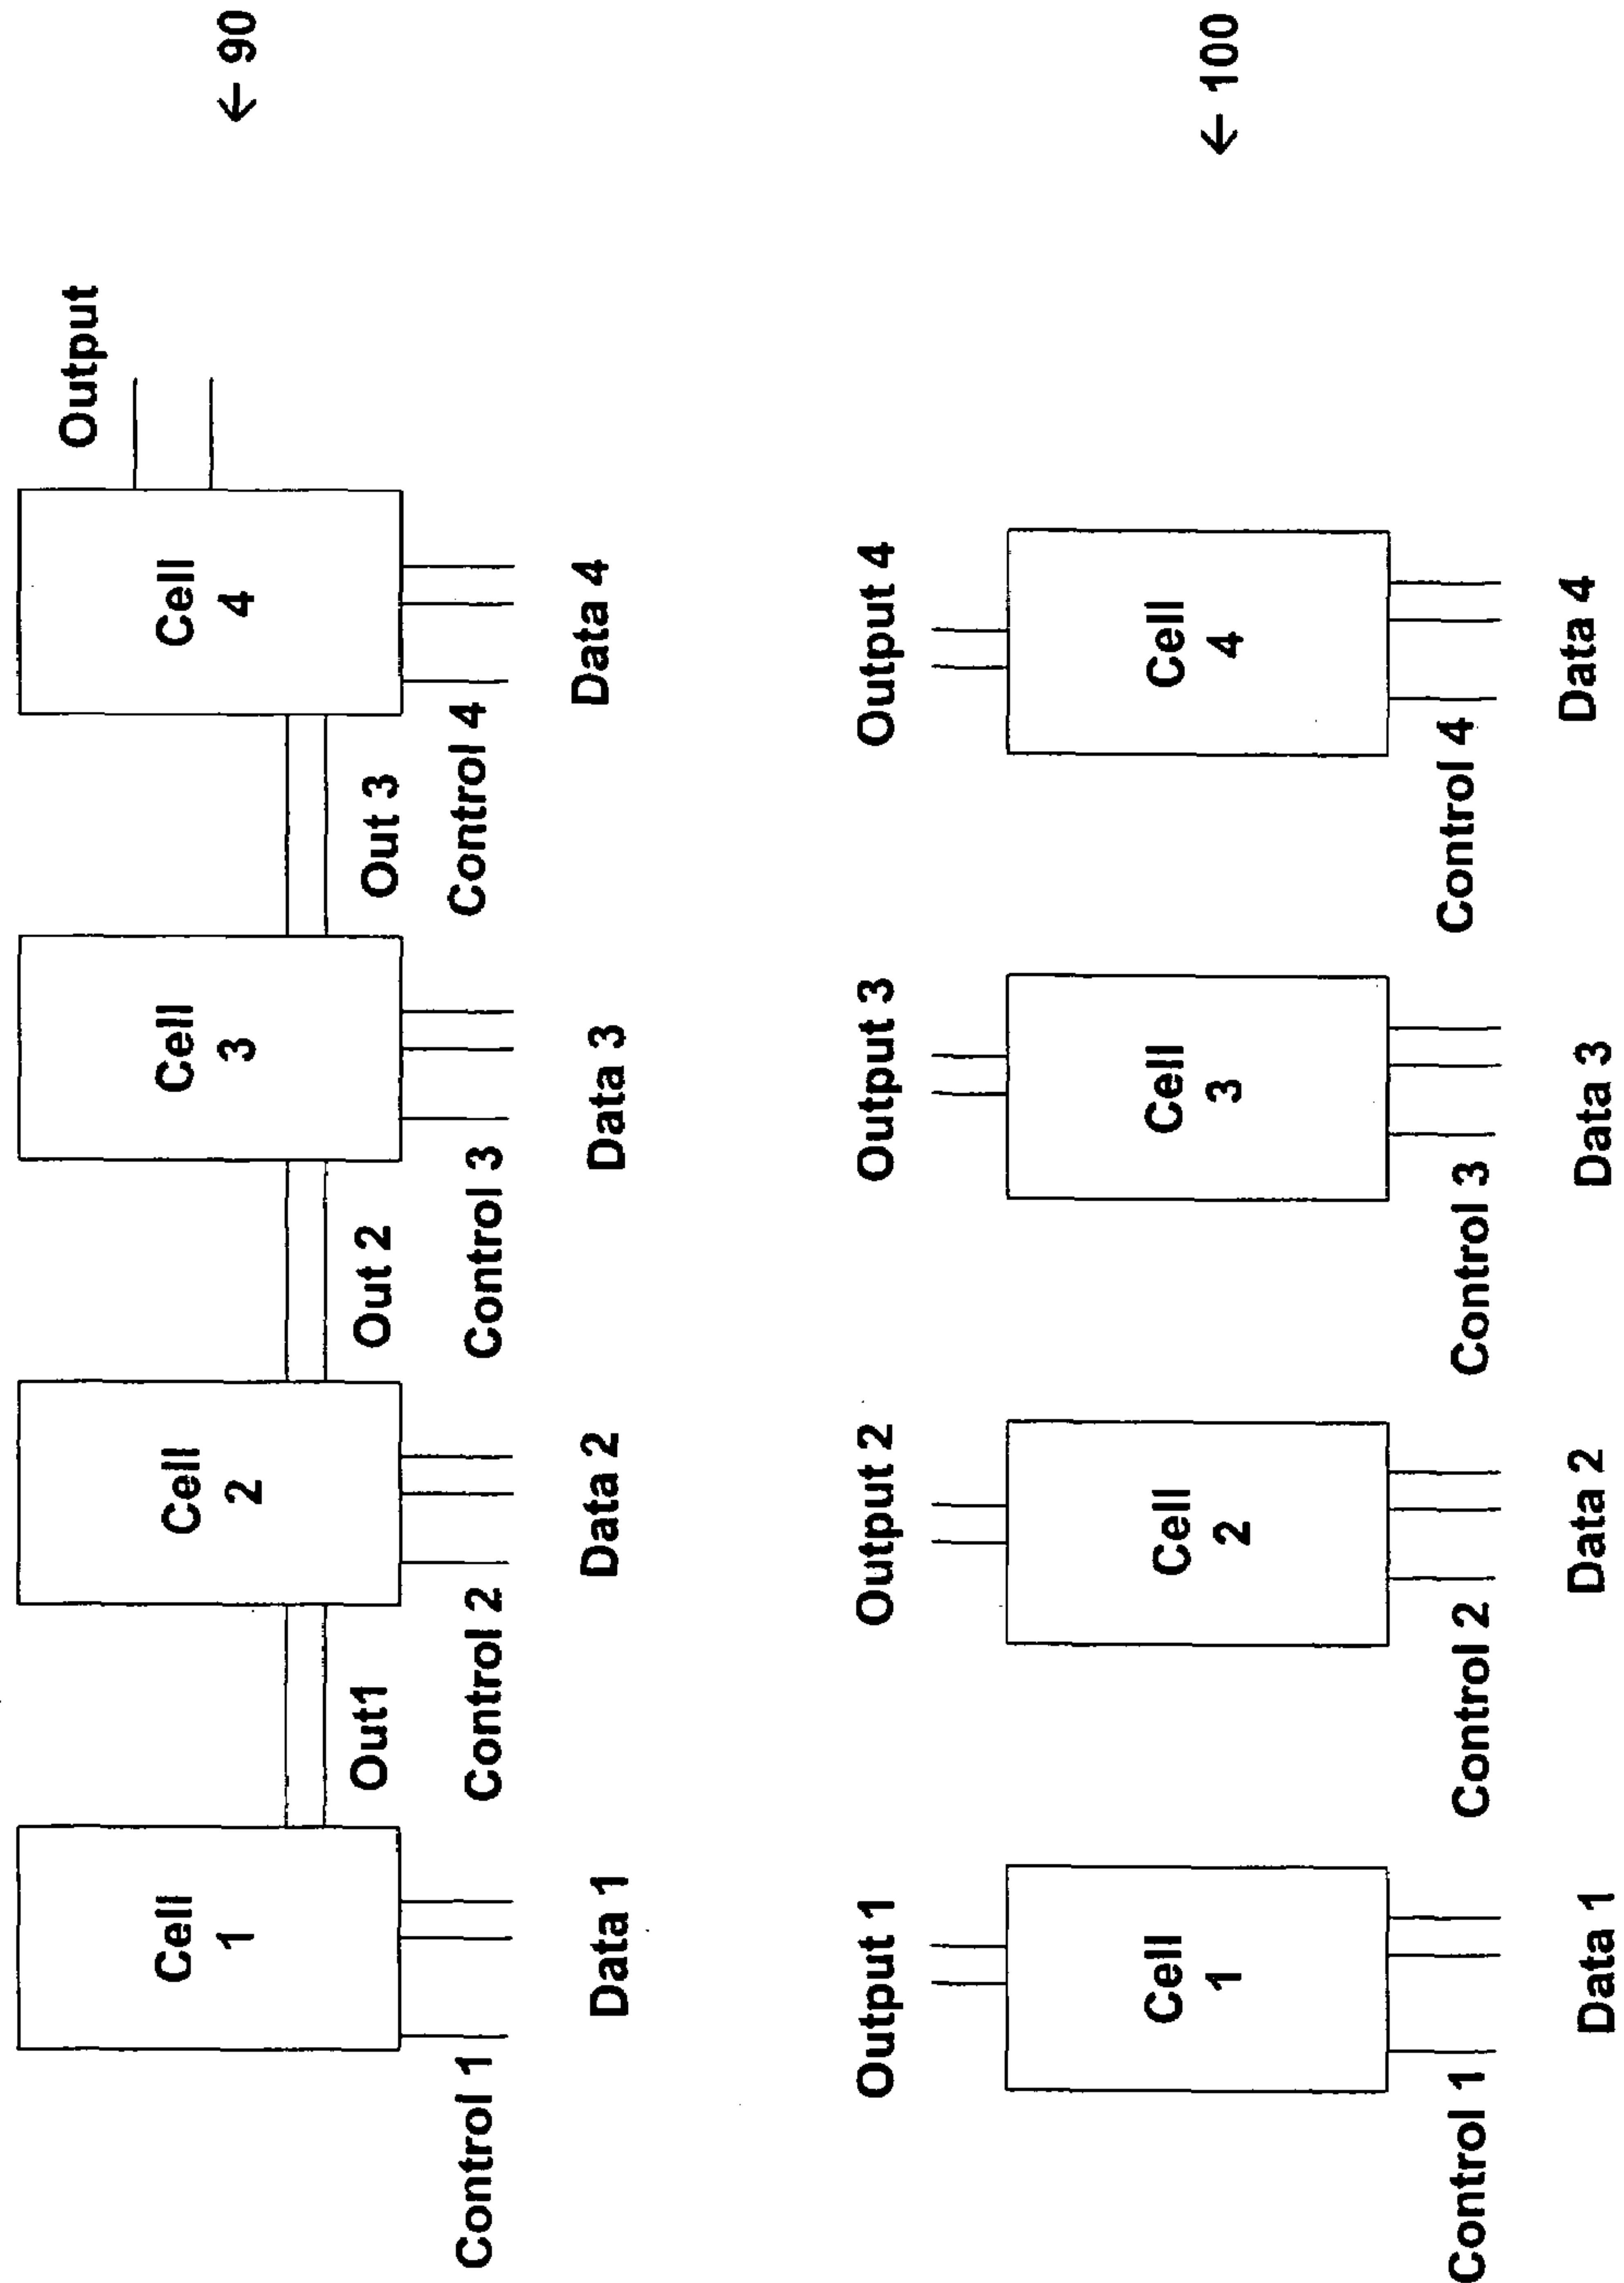 Output
Cell
1
Cell
2
Cell
3
Cell
4
← 90
Out1
Out 2
Out 3
Control 1
Control 2
Control 3
Control 4
Data 1
Data 2
Data 3
Data 4
Output 1
Output 2
Output 3
Output 4
Cell
1
Cell
2
Cell
3
Cell
4
← 100
Control 1
Control 2
Control 3
Control 4
Data 1
Data 2
Data 3
Data 4